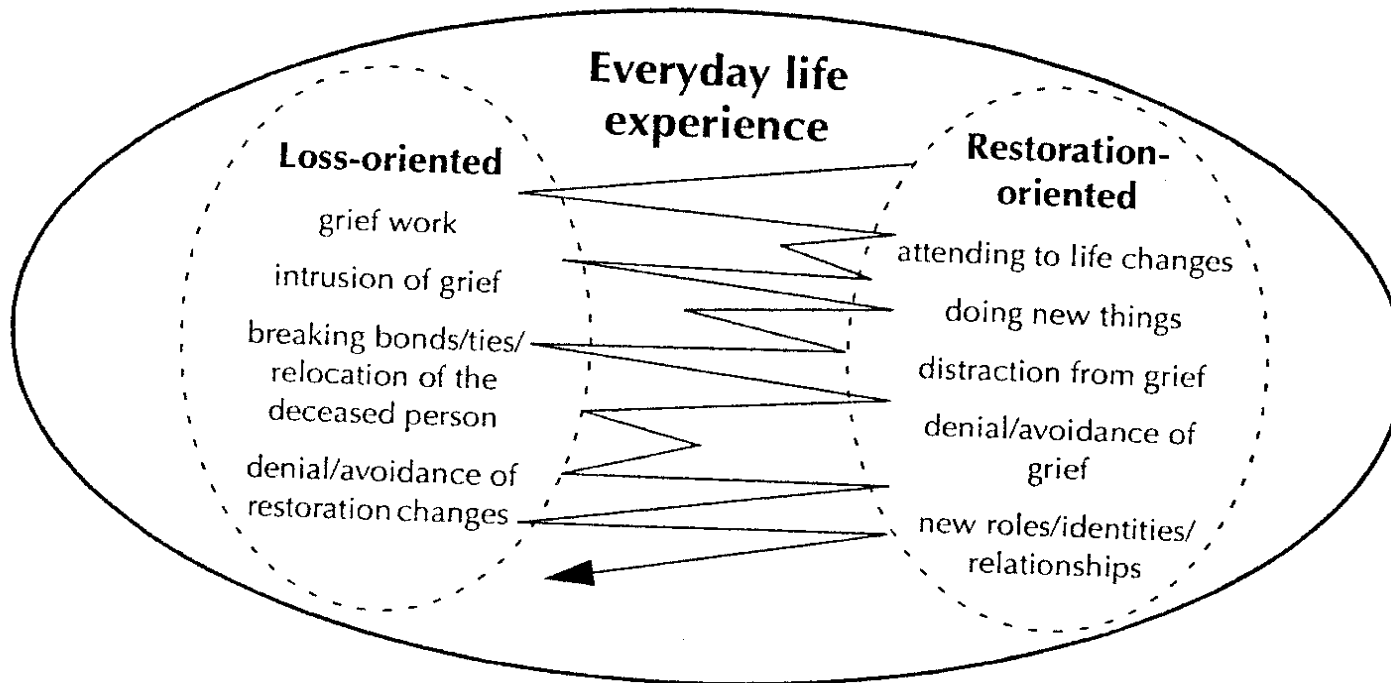 Everyday life
experience
Loss-oriented
grief work
intrusion of grief
breaking bonds/ties/
relocation of the
deceased person
denial/avoidance of
restoration changes
Restoration-
oriented
attending to life changes
doing new things
distraction from grief
denial/avoidance of
grief
new roles/identities/
relationships